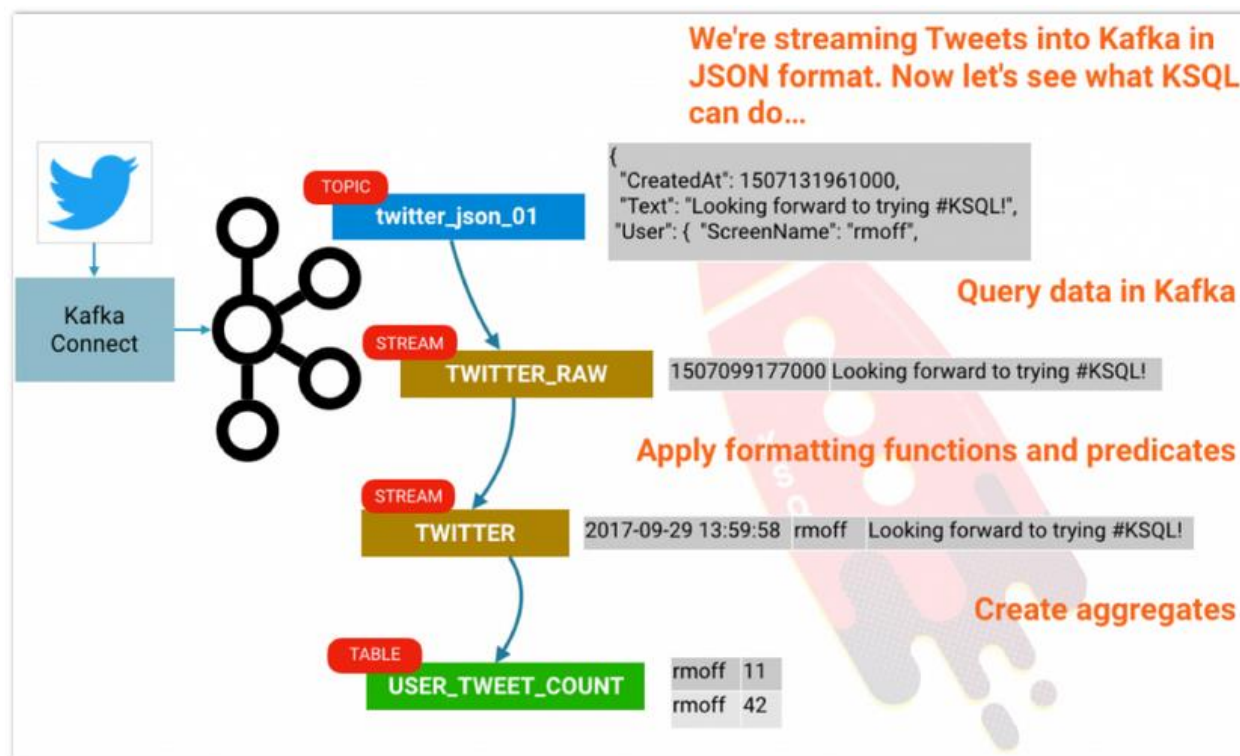 We're streaming Tweets into Kafka in
JSON format. Now let's see what KSQL
can do…
{
"CreatedAt": 1507131961000,
"Text": "Looking forward to trying #KSQL!",
"User": { "ScreenName": "rmoff",
TOPIC
twitter_json_01
Kafka
Connect
Query data in Kafka
STREAM
TWITTER_RAW
1507099177000 Looking forward to trying #KSQL!
Apply formatting functions and predicates
STREAM
TWITTER
2017-09-29 13:59:58 rmoff Looking forward to trying #KSQL!
Create aggregates
TABLE
USER_TWEET_COUNT
rmoff 11
rmoff 42